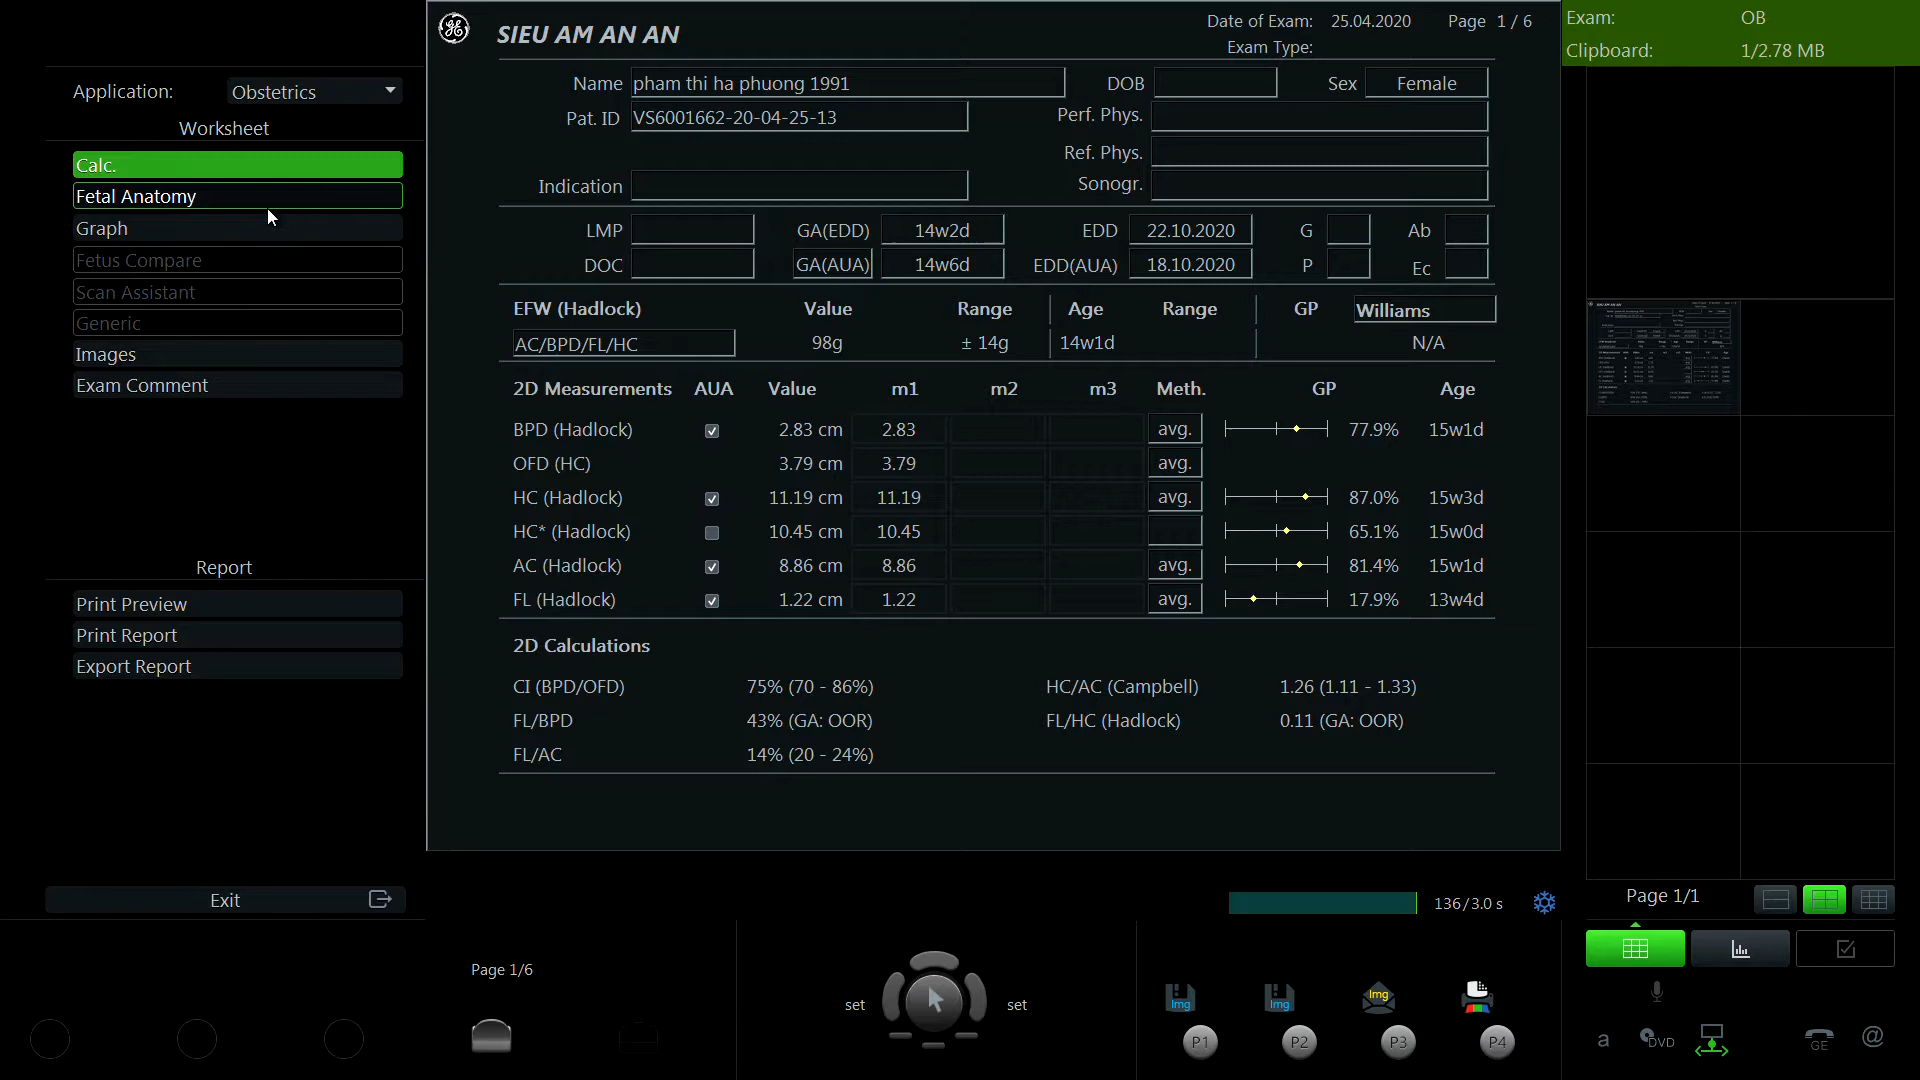 SIEU AM AN AN
Date of Exam: 25.04.2020 Page 1 / 6
Exam Type:
Exam: OB
Clipboard: 1/2.78 MB
Application: Obstetrics
Worksheet
Calc.
Fetal Anatomy
Graph
Fetus Compare
Scan Assistant
Generic
Images
Exam Comment
Report
Print Preview
Print Report
Export Report
Exit
Name pham thi ha phuong 1991 DOB Sex Female
Pat. ID VS6001662-20-04-25-13 Perf. Phys.
Ref. Phys.
Indication Sonogr.
LMP GA(EDD) 14w2d EDD 22.10.2020 G Ab
DOC GA(AUA) 14w6d EDD(AUA) 18.10.2020 P Ec
EFW (Hadlock) Value Range Age Range GP Williams
AC/BPD/FL/HC 98g ± 14g 14w1d N/A
2D Measurements AUA Value m1 m2 m3 Meth. GP Age
BPD (Hadlock) 2.83 cm 2.83 avg. 77.9% 15w1d
OFD (HC) 3.79 cm 3.79 avg.
HC (Hadlock) 11.19 cm 11.19 avg. 87.0% 15w3d
HC* (Hadlock) 10.45 cm 10.45 65.1% 15w0d
AC (Hadlock) 8.86 cm 8.86 avg. 81.4% 15w1d
FL (Hadlock) 1.22 cm 1.22 avg. 17.9% 13w4d
2D Calculations
CI (BPD/OFD) 75% (70 - 86%) HC/AC (Campbell) 1.26 (1.11 - 1.33)
FL/BPD 43% (GA: OOR) FL/HC (Hadlock) 0.11 (GA: OOR)
FL/AC 14% (20 - 24%)
136/3.0 s
Page 1/1
Page 1/6
set set
Img Img Img
P1 P2 P3 P4
a DVD GE @